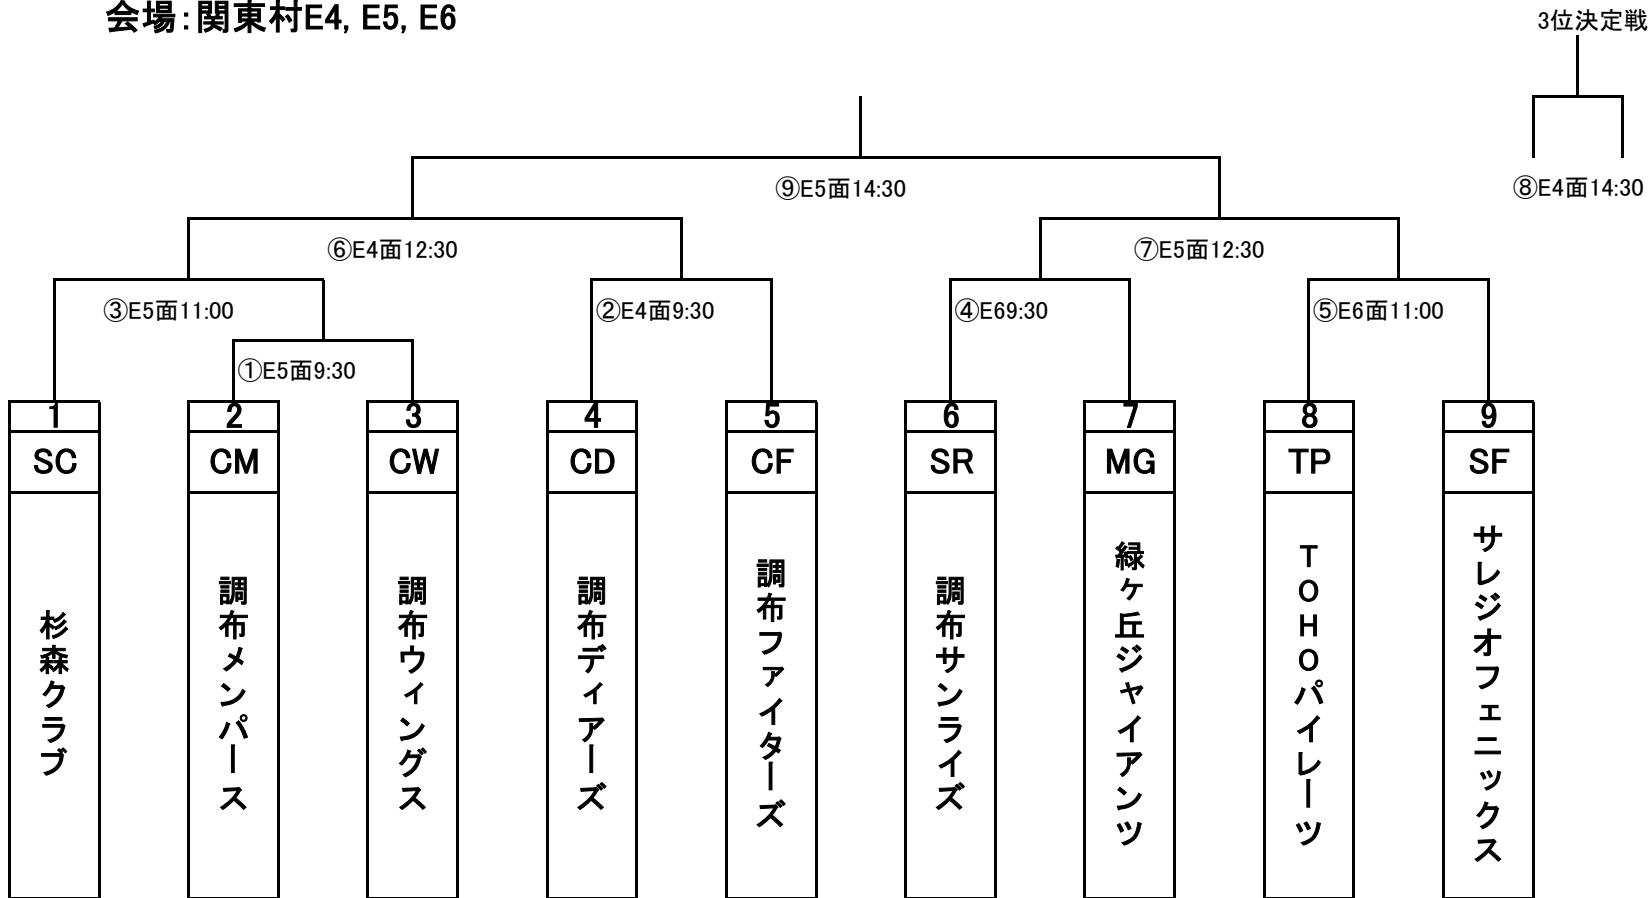 会場：関東村E4, E5, E6
3位決定戦
⑨E5面14:30
⑧E4面14:30
⑥E4面12:30
⑦E5面12:30
③E5面11:00
②E4面9:30
④E69:30
⑤E6面11:00
①E5面9:30
1
2
3
4
5
6
7
8
9
SC
CM
CW
CD
CF
SR
MG
TP
SF
杉森クラブ
調布メンパース
調布ウィングス
調布ディアーズ
調布ファイターズ
調布サンライズ
緑ヶ丘ジャイアンツ
TOHOパイレーツ
サレジオフェニックス